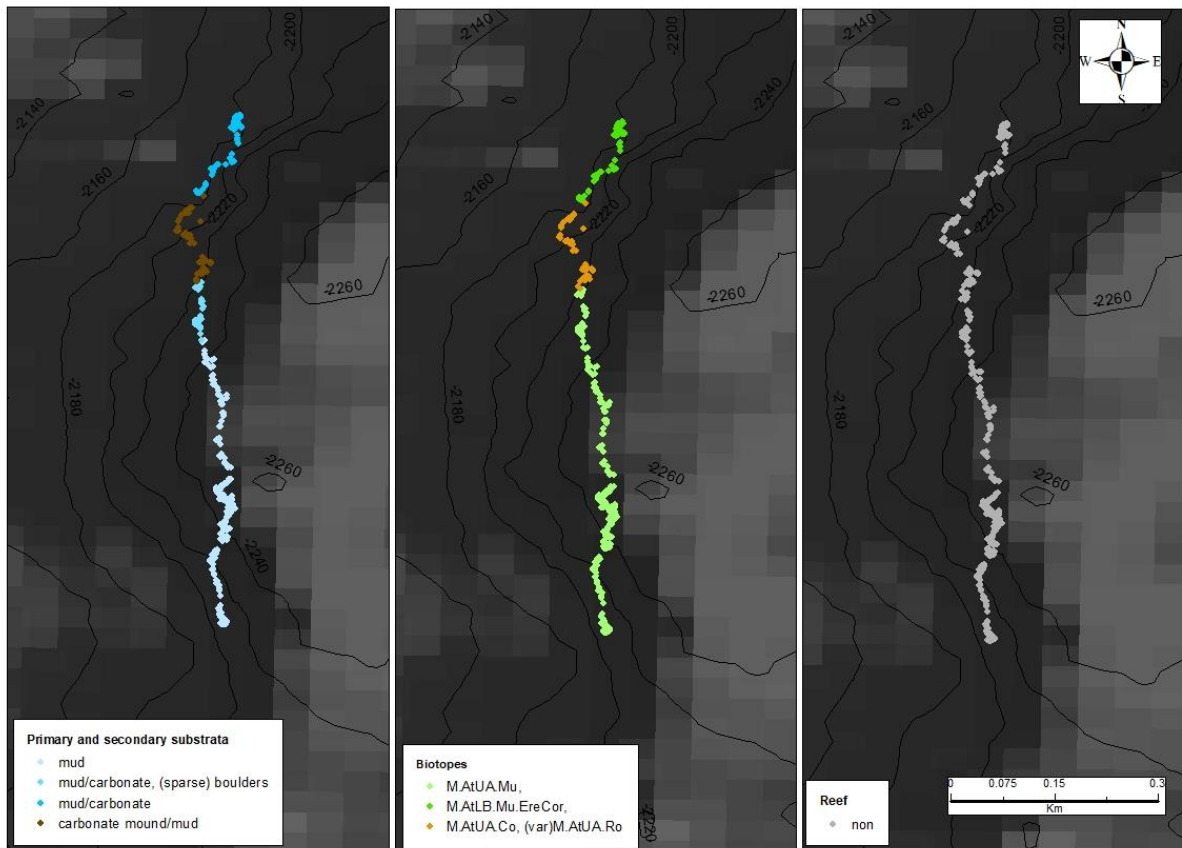 -2140
-2200
-2140
-2160
-2220
-2260
-2180
-2260
-2240
Primary and secondary substrata
mud
mud/carbonate, (sparse) boulders
mud/carbonate
carbonate mound/mud
-2140
-2200
-2240
-2160
-2220
-2260
-2180
-2260
-2220
Biotopes
M.AtUA.Mu,
M.AtLB.Mu.EreCor,
M.AtUA.Co, (var)M.AtUA.Ro
N
W E
S
-2140
-2200
-2160
-2220
-2260
-2180
-2260
Reef
non
0 0.075 0.15 0.3
Km